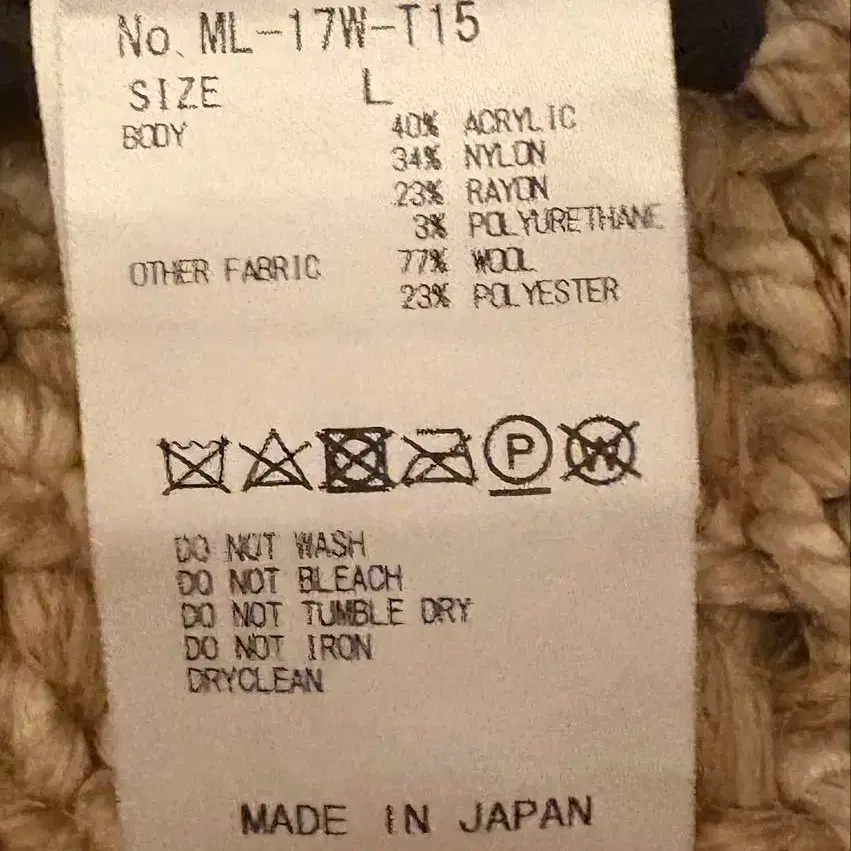 No. ML-17W-T15
SIZE L
BODY 40% ACRYLIC
34% NYLON
23% RAYON
3% POLYURETHANE
OTHER FABRIC 77% WOOL
23% POLYESTER
P W
DO NOT WASH
DO NOT BLEACH
DO NOT TUMBLE DRY
DO NOT IRON
DRYCLEAN
MADE IN JAPAN